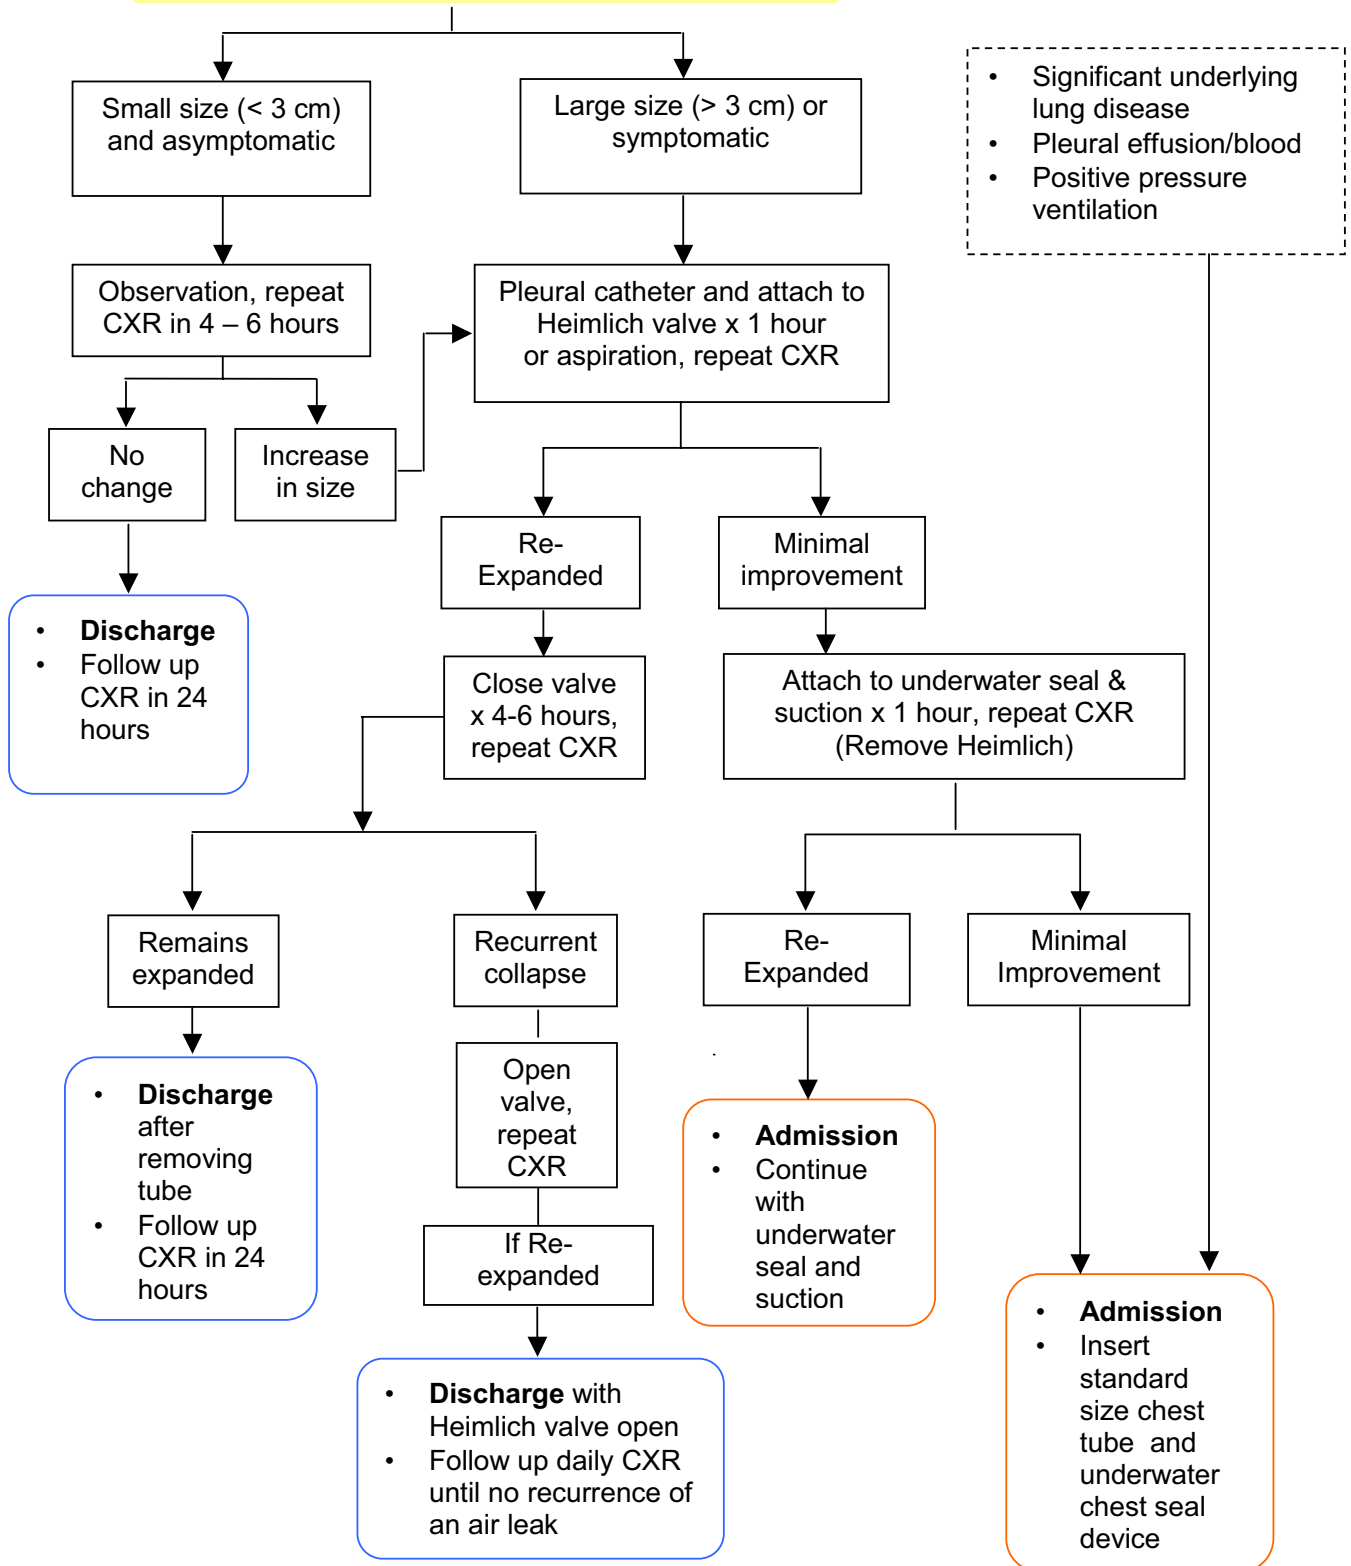 Small size (< 3 cm)
and asymptomatic
Large size (> 3 cm) or
symptomatic
• Significant underlying
lung disease
• Pleural effusion/blood
• Positive pressure
ventilation
Observation, repeat
CXR in 4 – 6 hours
Pleural catheter and attach to
Heimlich valve x 1 hour
or aspiration, repeat CXR
No
change
Increase
in size
Re-
Expanded
Minimal
improvement
• Discharge
• Follow up
CXR in 24
hours
Close valve
x 4-6 hours,
repeat CXR
Attach to underwater seal &
suction x 1 hour, repeat CXR
(Remove Heimlich)
Remains
expanded
Recurrent
collapse
Re-
Expanded
Minimal
Improvement
• Discharge
after
removing
tube
• Follow up
CXR in 24
hours
Open
valve,
repeat
CXR
If Re-
expanded
• Admission
• Continue
with
underwater
seal and
suction
• Discharge with
Heimlich valve open
• Follow up daily CXR
until no recurrence of
an air leak
• Admission
• Insert
standard
size chest
tube and
underwater
chest seal
device